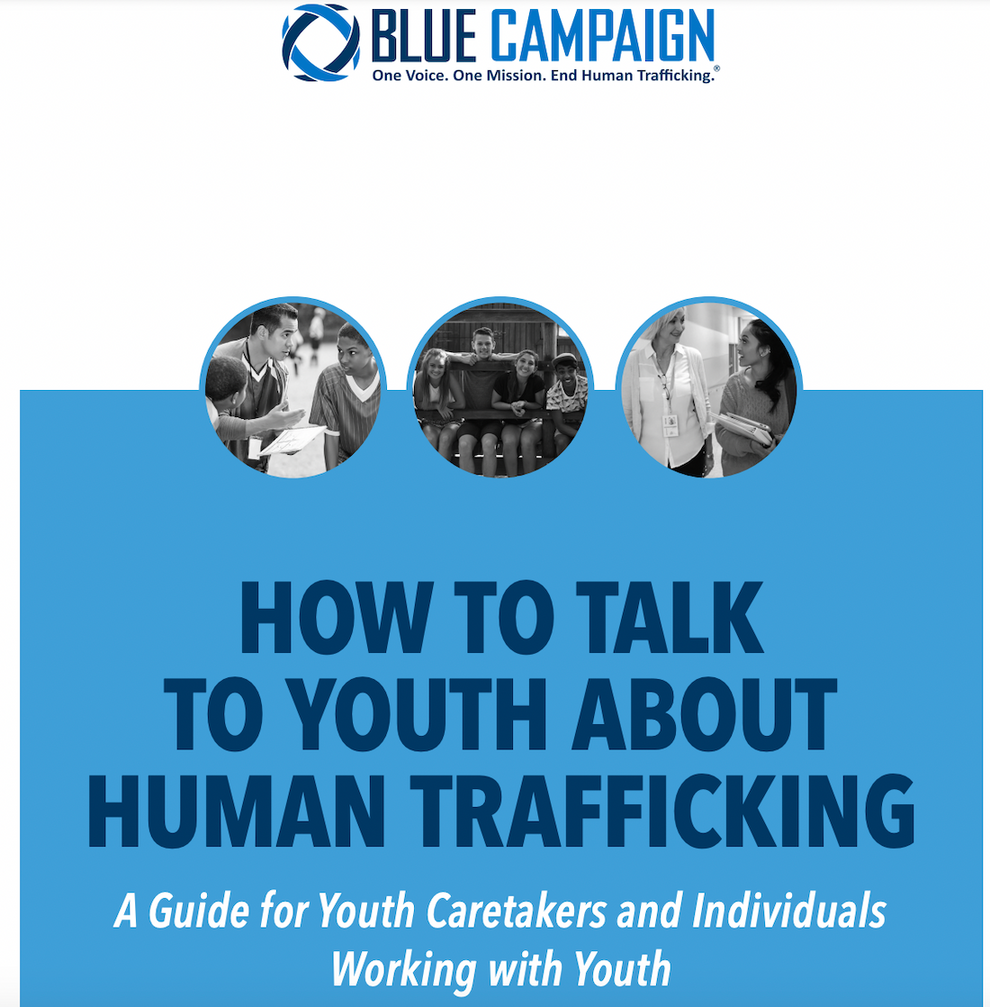 BLUE CAMPAIGN
One Voice. One Mission. End Human Trafficking.®
HOW TO TALK
TO YOUTH ABOUT
HUMAN TRAFFICKING
A Guide for Youth Caretakers and Individuals
Working with Youth